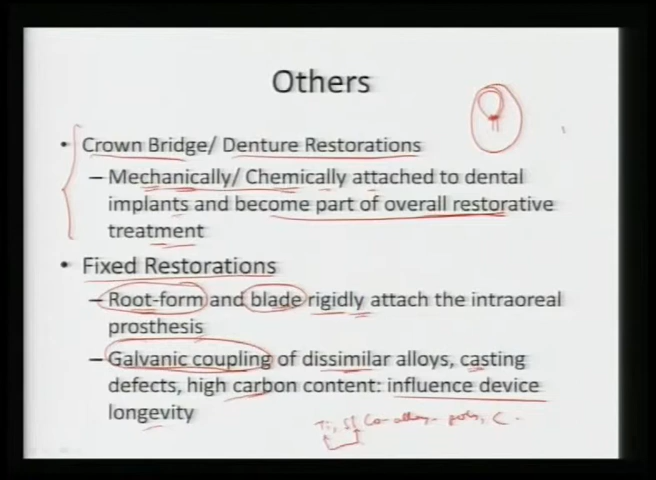 Others
• Crown Bridge/ Denture Restorations
– Mechanically/ Chemically attached to dental
implants and become part of overall restorative
treatment
• Fixed Restorations
– Root-form and blade rigidly attach the intraoreal
prosthesis
– Galvanic coupling of dissimilar alloys, casting
defects, high carbon content: influence device
longevity
Ti, Co-alloy